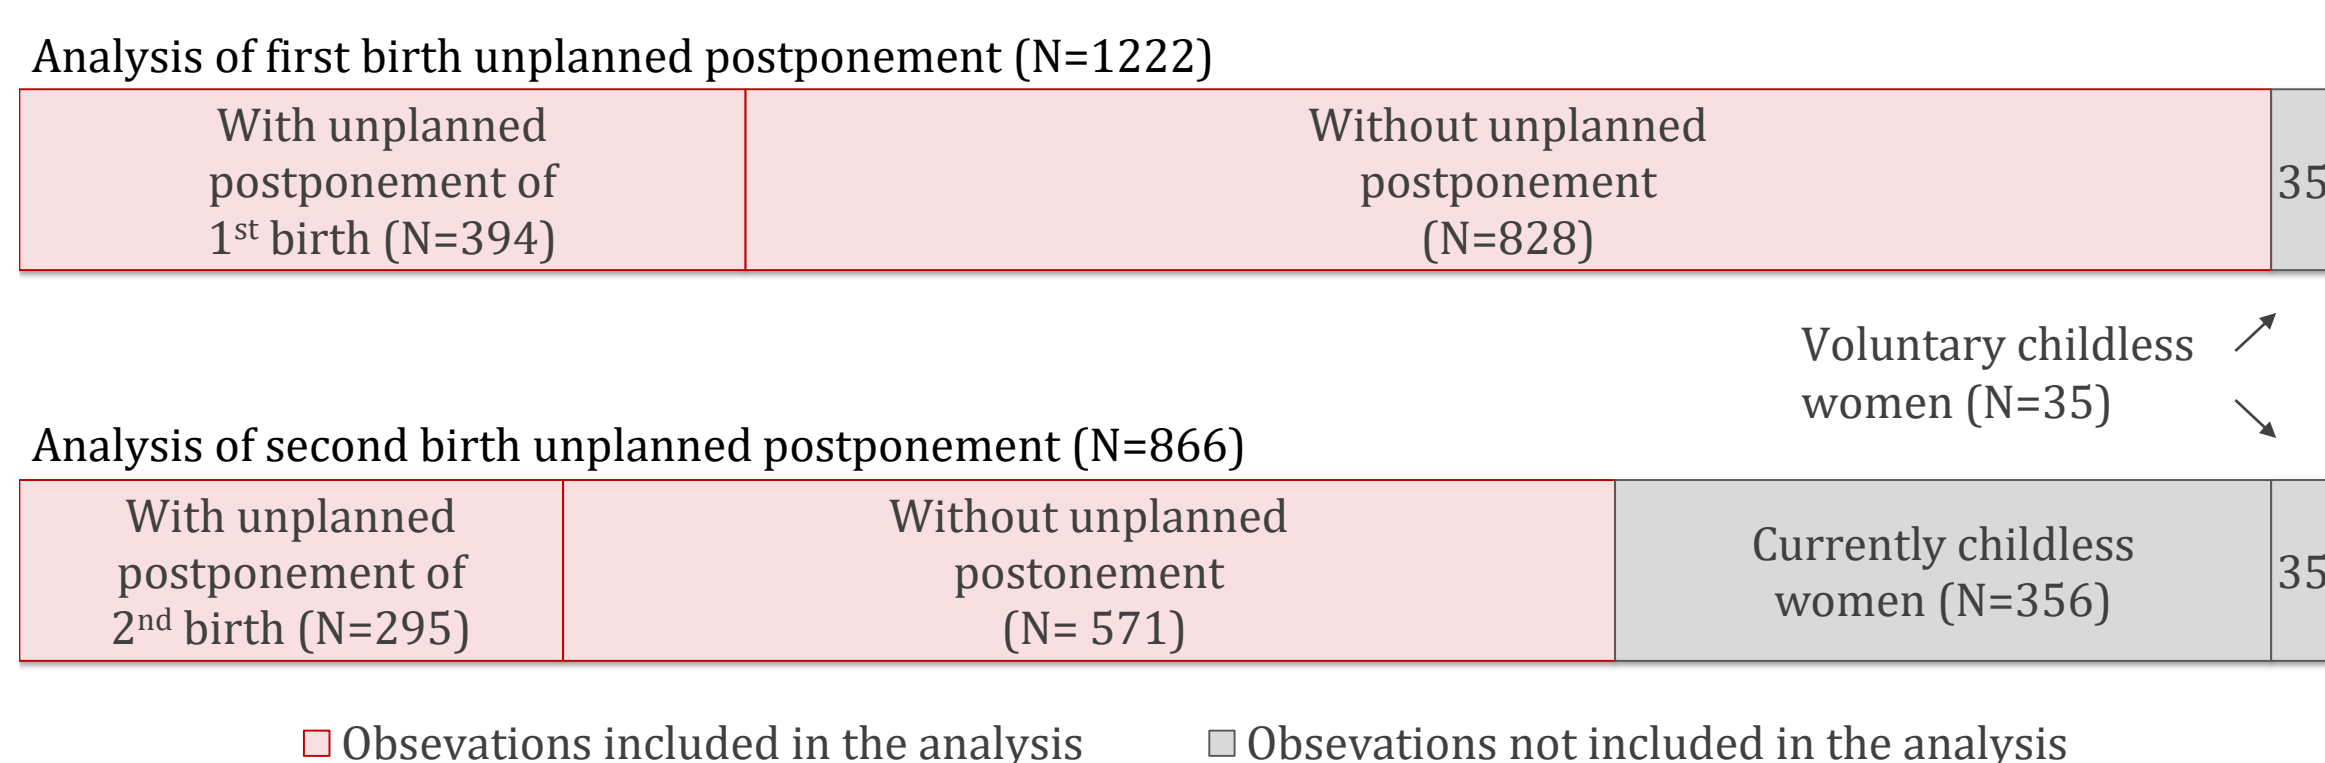 Analysis of first birth unplanned postponement (N=1222)
With unplanned
postponement of
1st birth (N=394)
Without unplanned
postponement
(N=828)
35
Voluntary childless
women (N=35)
Analysis of second birth unplanned postponement (N=866)
With unplanned
postponement of
2nd birth (N=295)
Without unplanned
postonement
(N= 571)
Currently childless
women (N=356)
35
Obsevations included in the analysis
Obsevations not included in the analysis